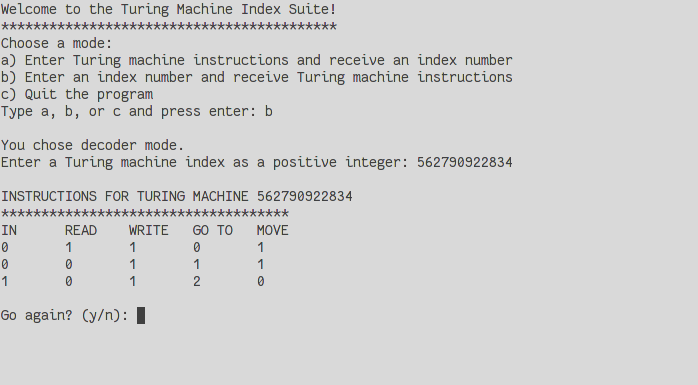 Welcome to the Turing Machine Index Suite!
******************************************
Choose a mode:
a) Enter Turing machine instructions and receive an index number
b) Enter an index number and receive Turing machine instructions
c) Quit the program
Type a, b, or c and press enter: b
You chose decoder mode.
Enter a Turing machine index as a positive integer: 562790922834
INSTRUCTIONS FOR TURING MACHINE 562790922834
************************************
IN READ WRITE GO TO MOVE
0 1 1 0 1
0 0 1 1 1
1 0 1 2 0
Go again? (y/n):